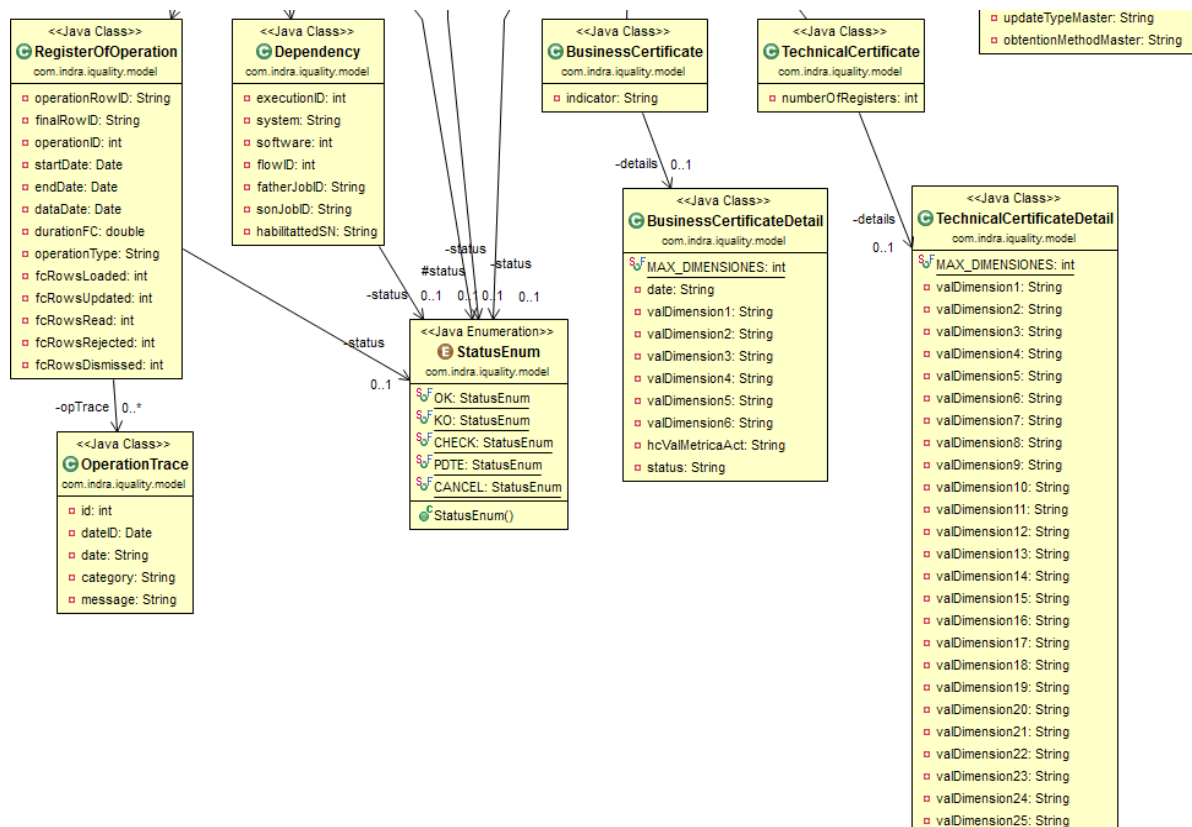 <<Java Class>>
RegisterOfOperation
com.indra.iquality.model
operationRowID: String
finalRowID: String
operationID: int
startDate: Date
endDate: Date
dataDate: Date
durationFC: double
operationType: String
fcRowsLoaded: int
fcRowsUpdated: int
fcRowsRead: int
fcRowsRejected: int
fcRowsDismissed: int
<<Java Class>>
Dependency
com.indra.iquality.model
executionID: int
system: String
software: int
flowID: int
fatherJobID: String
sonJobID: String
habilitattedSN: String
<<Java Class>>
BusinessCertificate
com.indra.iquality.model
indicator: String
<<Java Class>>
TechnicalCertificate
com.indra.iquality.model
numberOfRegisters: int
updateTypeMaster: String
obtentionMethodMaster: String
-details 0..1
-details
0..1
-status
#status
-status
-status 0..1 0..1 0..1 0..1
-status
0..1
-opTrace 0..*
<<Java Class>>
OperationTrace
com.indra.iquality.model
id: int
dateID: Date
date: String
category: String
message: String
<<Java Enumeration>>
StatusEnum
com.indra.iquality.model
OK: StatusEnum
KO: StatusEnum
CHECK: StatusEnum
PDTE: StatusEnum
CANCEL: StatusEnum
StatusEnum()
<<Java Class>>
BusinessCertificateDetail
com.indra.iquality.model
MAX_DIMENSIONES: int
date: String
valDimension1: String
valDimension2: String
valDimension3: String
valDimension4: String
valDimension5: String
valDimension6: String
hcValMetricaAct: String
status: String
<<Java Class>>
TechnicalCertificateDetail
com.indra.iquality.model
MAX_DIMENSIONES: int
valDimension1: String
valDimension2: String
valDimension3: String
valDimension4: String
valDimension5: String
valDimension6: String
valDimension7: String
valDimension8: String
valDimension9: String
valDimension10: String
valDimension11: String
valDimension12: String
valDimension13: String
valDimension14: String
valDimension15: String
valDimension16: String
valDimension17: String
valDimension18: String
valDimension19: String
valDimension20: String
valDimension21: String
valDimension22: String
valDimension23: String
valDimension24: String
valDimension25: String